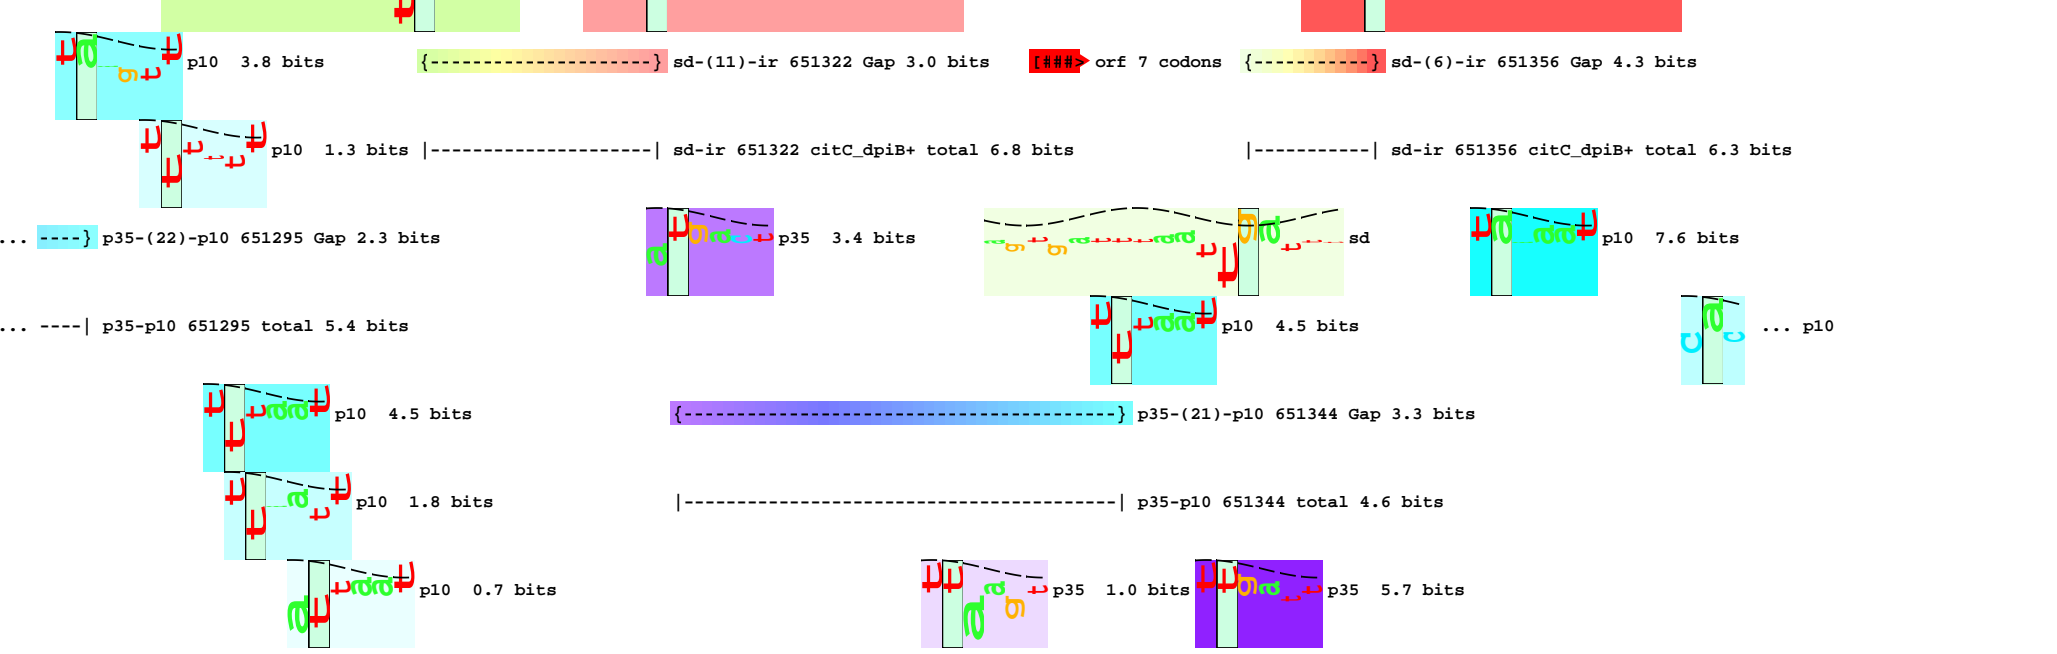 p10 3.8 bits {---------------------} sd-(11)-ir 651322 Gap 3.0 bits [###> orf 7 codons {-----------} sd-(6)-ir 651356 Gap 4.3 bits
p10 1.3 bits |---------------------| sd-ir 651322 citC_dpiB+ total 6.8 bits |-----------| sd-ir 651356 citC_dpiB+ total 6.3 bits
... ----} p35-(22)-p10 651295 Gap 2.3 bits p35 3.4 bits sd p10 7.6 bits
... ----| p35-p10 651295 total 5.4 bits p10 4.5 bits ... p10
p10 4.5 bits {-----------------------------------------} p35-(21)-p10 651344 Gap 3.3 bits
p10 1.8 bits |-----------------------------------------| p35-p10 651344 total 4.6 bits
p10 0.7 bits p35 1.0 bits p35 5.7 bits